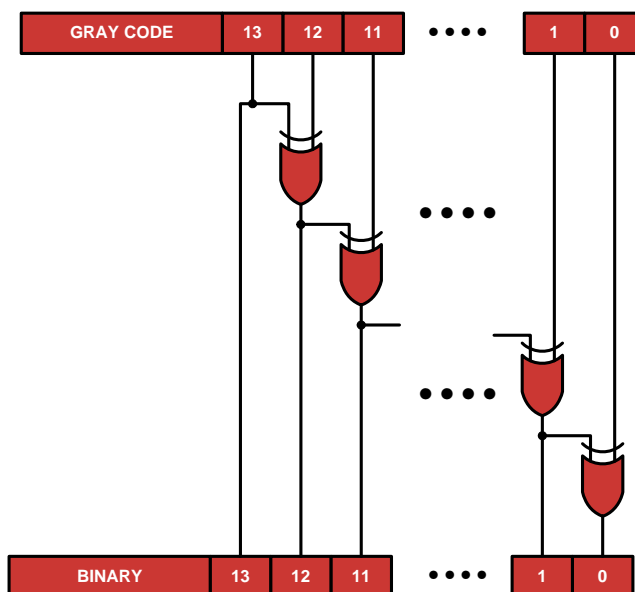 GRAY CODE 13 12 11 •••• 1 0
BINARY 13 12 11 •••• 1 0